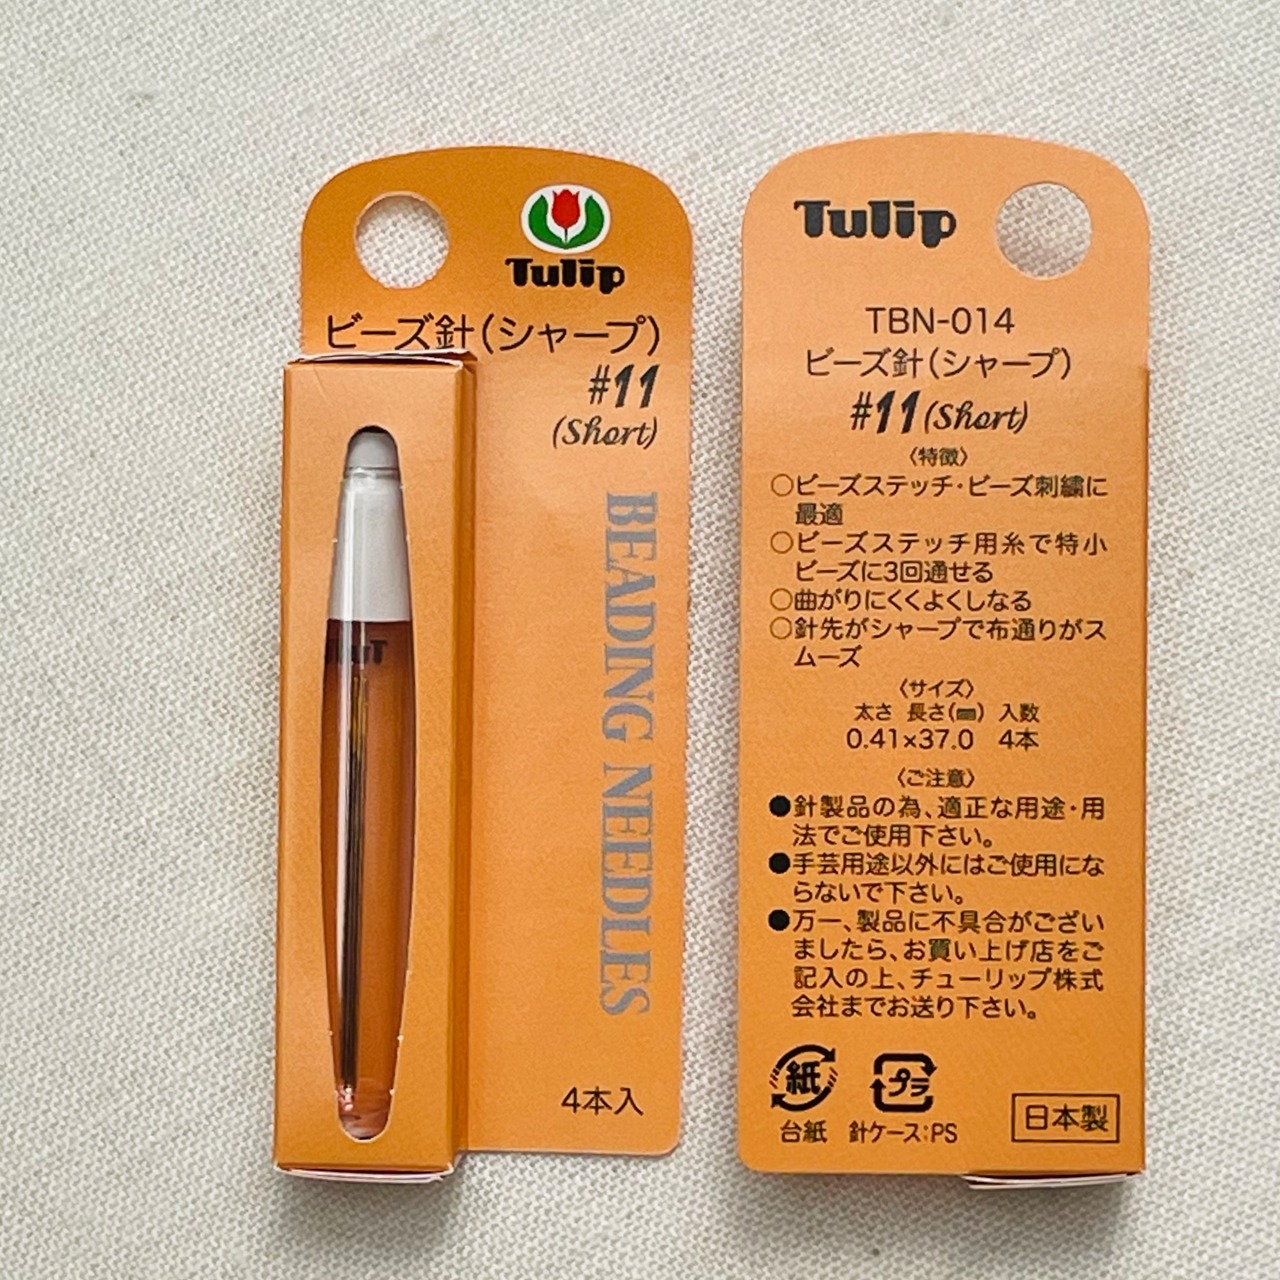 Tulip
ビーズ針(シャープ)
#11
(Short)
BEADING NEEDLES
4本入
Tulip
TBN-014
ビーズ針(シャープ)
#11(Short)
〈特徴〉
○ビーズステッチ・ビーズ刺繍に
最適
○ビーズステッチ用糸で特小
ビーズに3回通せる
○曲がりにくくよくしなる
○針先がシャープで布通りがス
ムーズ
〈サイズ〉
太さ 長さ(㎜) 入数
0.41×37.0 4本
〈ご注意〉
●針製品の為、適正な用途・用
法でご使用下さい。
●手芸用途以外にはご使用にな
らないで下さい。
●万一、製品に不具合がござい
ましたら、お買い上げ店をご
記入の上、チューリップ株式
会社までお送り下さい。
紙 プラ
台紙 針ケース:PS
日本製